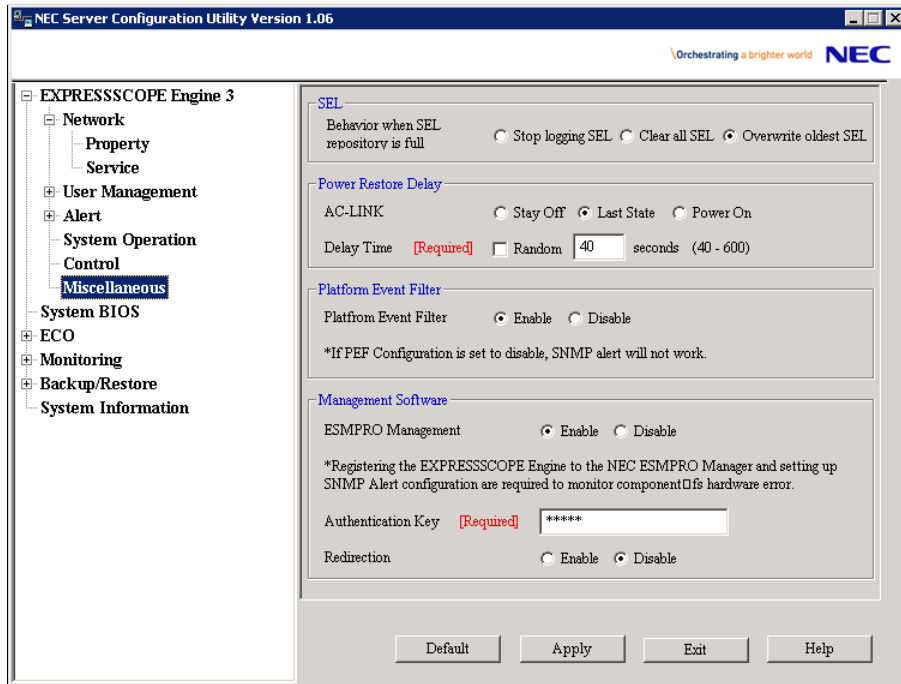 NEC Server Configuration Utility Version 1.06
\Orchestrating a brighter world NEC
EXPRESSSCOPE Engine 3
Network
Property
Service
User Management
Alert
System Operation
Control
Miscellaneous
System BIOS
ECO
Monitoring
Backup/Restore
System Information
SEL
Behavior when SEL
repository is full
Stop logging SEL Clear all SEL Overwrite oldest SEL
Power Restore Delay
AC-LINK Stay Off Last State Power On
Delay Time [Required] Random 40 seconds (40 - 600)
Platform Event Filter
Platfrom Event Filter Enable Disable
*If PEF Configuration is set to disable, SNMP alert will not work.
Management Software
ESMPRO Management Enable Disable
*Registering the EXPRESSSCOPE Engine to the NEC ESMPRO Manager and setting up
SNMP Alert configuration are required to monitor component□fs hardware error.
Authentication Key [Required] *****
Redirection Enable Disable
Default Apply Exit Help